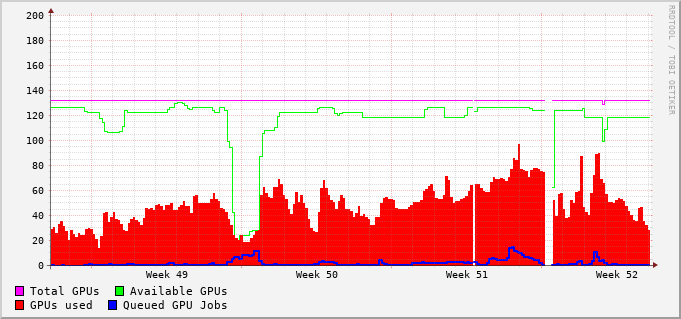 RRDTOOL / TOBI OETIKER
200
180
160
140
120
100
80
60
40
20
0
Week 49 Week 50 Week 51 Week 52
Total GPUs Available GPUs
GPUs used Queued GPU Jobs